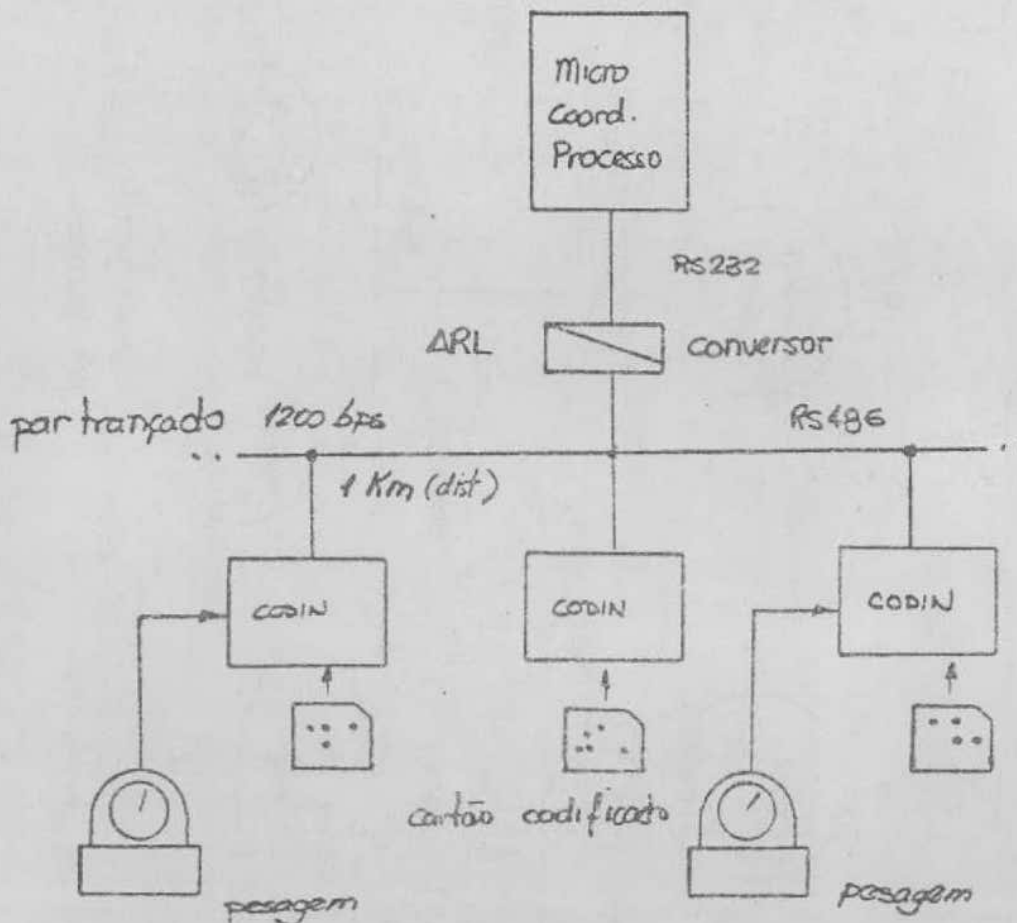 Micro
Coord.
Processo
RS232
ΔRL
conversor
par trançado
1200 bps
RS486
1 Km (dist)
CODIN
CODIN
CODIN
cartão codificado
pesagem
pesagem